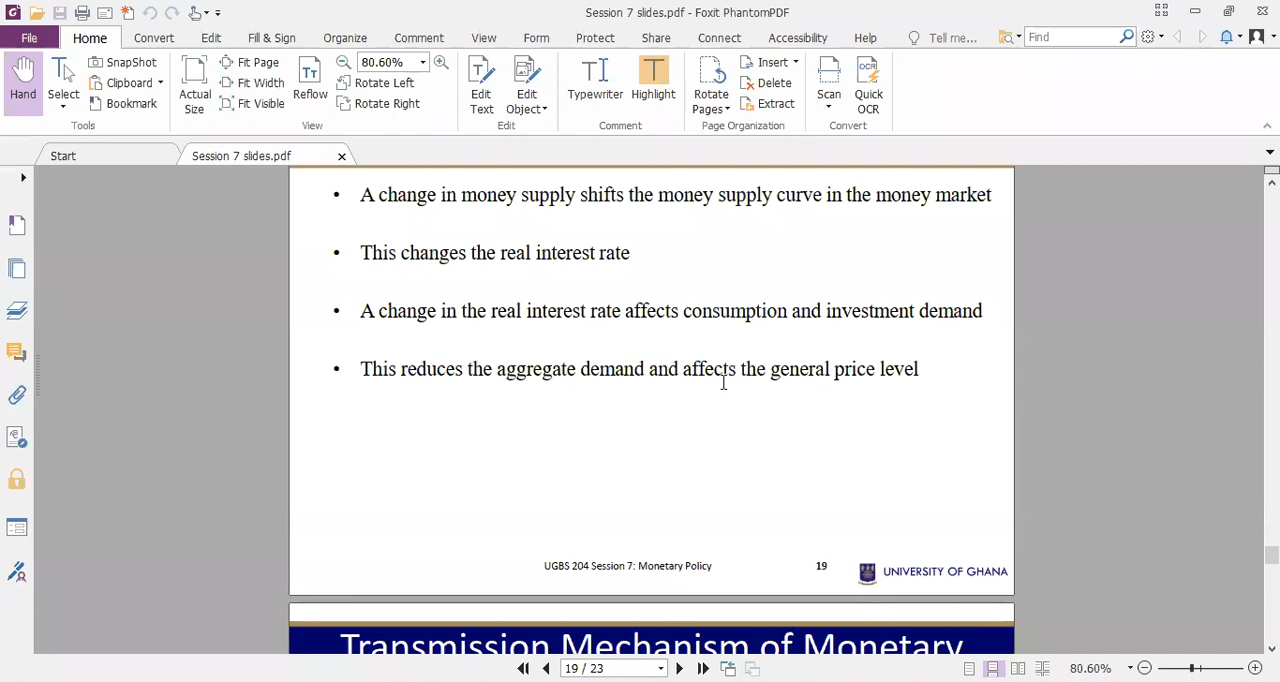 Session 7 slides.pdf - Foxit PhantomPDF
File Home Convert Edit Fill & Sign Organize Comment View Form Protect Share Connect Accessibility Help Tell me... Find
Hand
Select
SnapShot
Clipboard
Bookmark
Tools
Actual Size
Fit Page
Fit Width
Fit Visible
Reflow
80.60%
Rotate Left
Rotate Right
View
Edit Text
Edit Object
Edit
Typewriter
Highlight
Comment
Rotate Pages
Insert
Delete
Extract
Page Organization
Scan
Quick OCR
Convert
Start
Session 7 slides.pdf
• A change in money supply shifts the money supply curve in the money market
• This changes the real interest rate
• A change in the real interest rate affects consumption and investment demand
• This reduces the aggregate demand and affects the general price level
UGBS 204 Session 7: Monetary Policy 19 UNIVERSITY OF GHANA
Transmission Mechanism of Monetary
19 / 23
80.60%